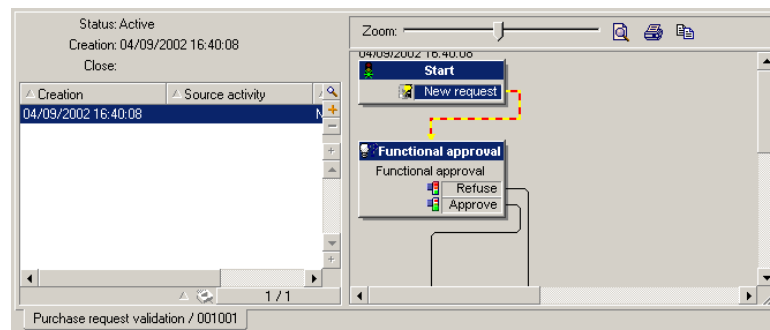 Status: Active
Creation: 04/09/2002 16:40:08
Close:
Creation Source activity
04/09/2002 16:40:08 N
1 / 1
Zoom:
04/09/2002 16:40:08
Start
New request
Functional approval
Functional approval
Refuse
Approve
Purchase request validation / 001001